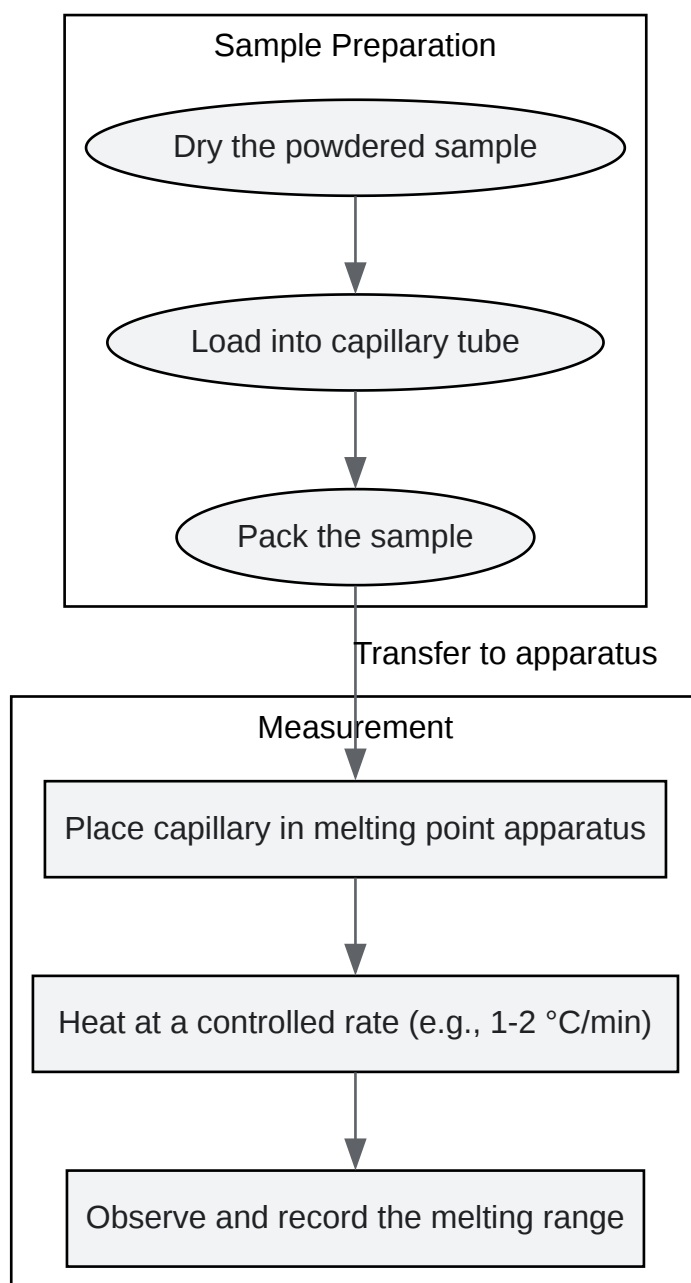 Sample Preparation
Dry the powdered sample
Load into capillary tube
Pack the sample
Transfer to apparatus
Measurement
Place capillary in melting point apparatus
Heat at a controlled rate (e.g., 1-2 °C/min)
Observe and record the melting range